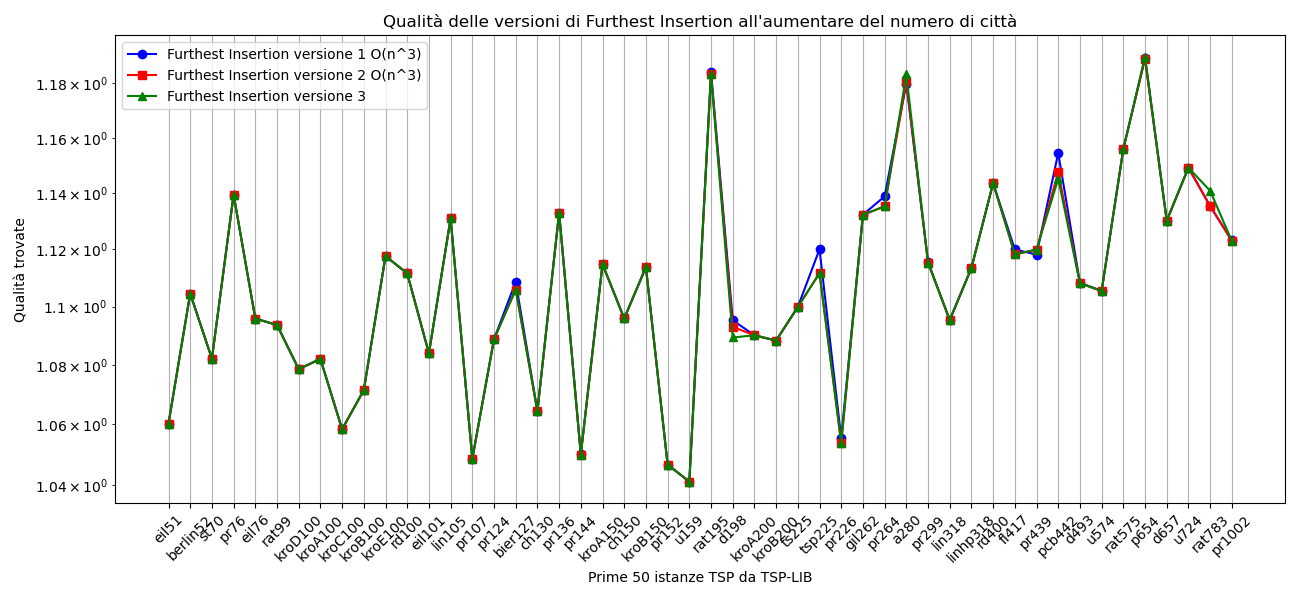 Qualità delle versioni di Furthest Insertion all'aumentare del numero di città
Furthest Insertion versione 1 O(n^3)
Furthest Insertion versione 2 O(n^3)
Furthest Insertion versione 3
Qualità trovate
1.18 × 10⁰
1.16 × 10⁰
1.14 × 10⁰
1.12 × 10⁰
1.1 × 10⁰
1.08 × 10⁰
1.06 × 10⁰
1.04 × 10⁰
eil51
berlin52
st70
pr76
eil76
rat99
kroD100
kroA100
kroC100
kroB100
kroE100
rd100
eil101
lin105
pr107
pr124
bier127
ch130
pr136
pr144
kroA150
ch150
kroB150
pr152
u159
rat195
d198
kroA200
kroB200
ts225
tsp225
pr226
gil262
pr264
a280
pr299
lin318
linhp318
rd400
fl417
pr439
pcb442
d493
u574
rat575
p654
d657
u724
rat783
pr1002
Prime 50 istanze TSP da TSP-LIB